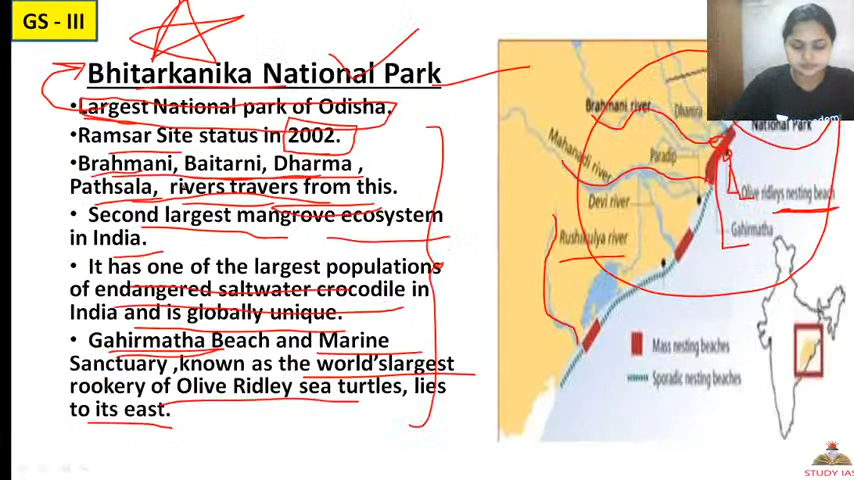 GS - III
Bhitarkanika National Park
•Largest National park of Odisha.
•Ramsar Site status in 2002.
•Brahmani, Baitarni, Dharma ,
Pathsala, rivers travers from this.
• Second largest mangrove ecosystem
in India.
• It has one of the largest populations
of endangered saltwater crocodile in
India and is globally unique.
• Gahirmatha Beach and Marine
Sanctuary ,known as the world'slargest
rookery of Olive Ridley sea turtles, lies
to its east.
Brahmani river
Dhamra
National Park
Mahanadi river
Paradip
Olive ridleys nesting beach
Devi river
Gahirmatha
Rushikulya river
Mass nesting beaches
Sporadic nesting beaches
STUDY IAS